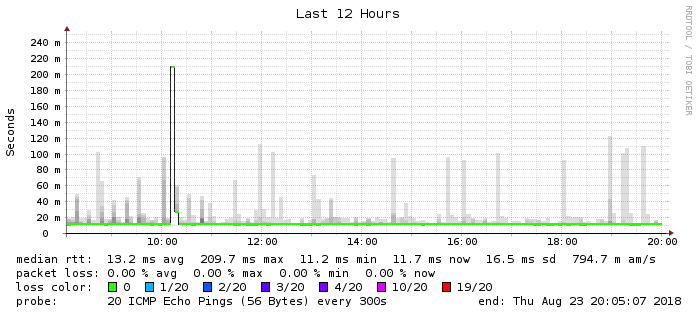 Last 12 Hours
RRDTOOL / TOBI OETIKER
Seconds
240 m
220 m
200 m
180 m
160 m
140 m
120 m
100 m
80 m
60 m
40 m
20 m
0
10:00 12:00 14:00 16:00 18:00 20:00
median rtt: 13.2 ms avg 209.7 ms max 11.2 ms min 11.7 ms now 16.5 ms sd 794.7 m am/s
packet loss: 0.00 % avg 0.00 % max 0.00 % min 0.00 % now
loss color: 0 1/20 2/20 3/20 4/20 10/20 19/20
probe: 20 ICMP Echo Pings (56 Bytes) every 300s end: Thu Aug 23 20:05:07 2018